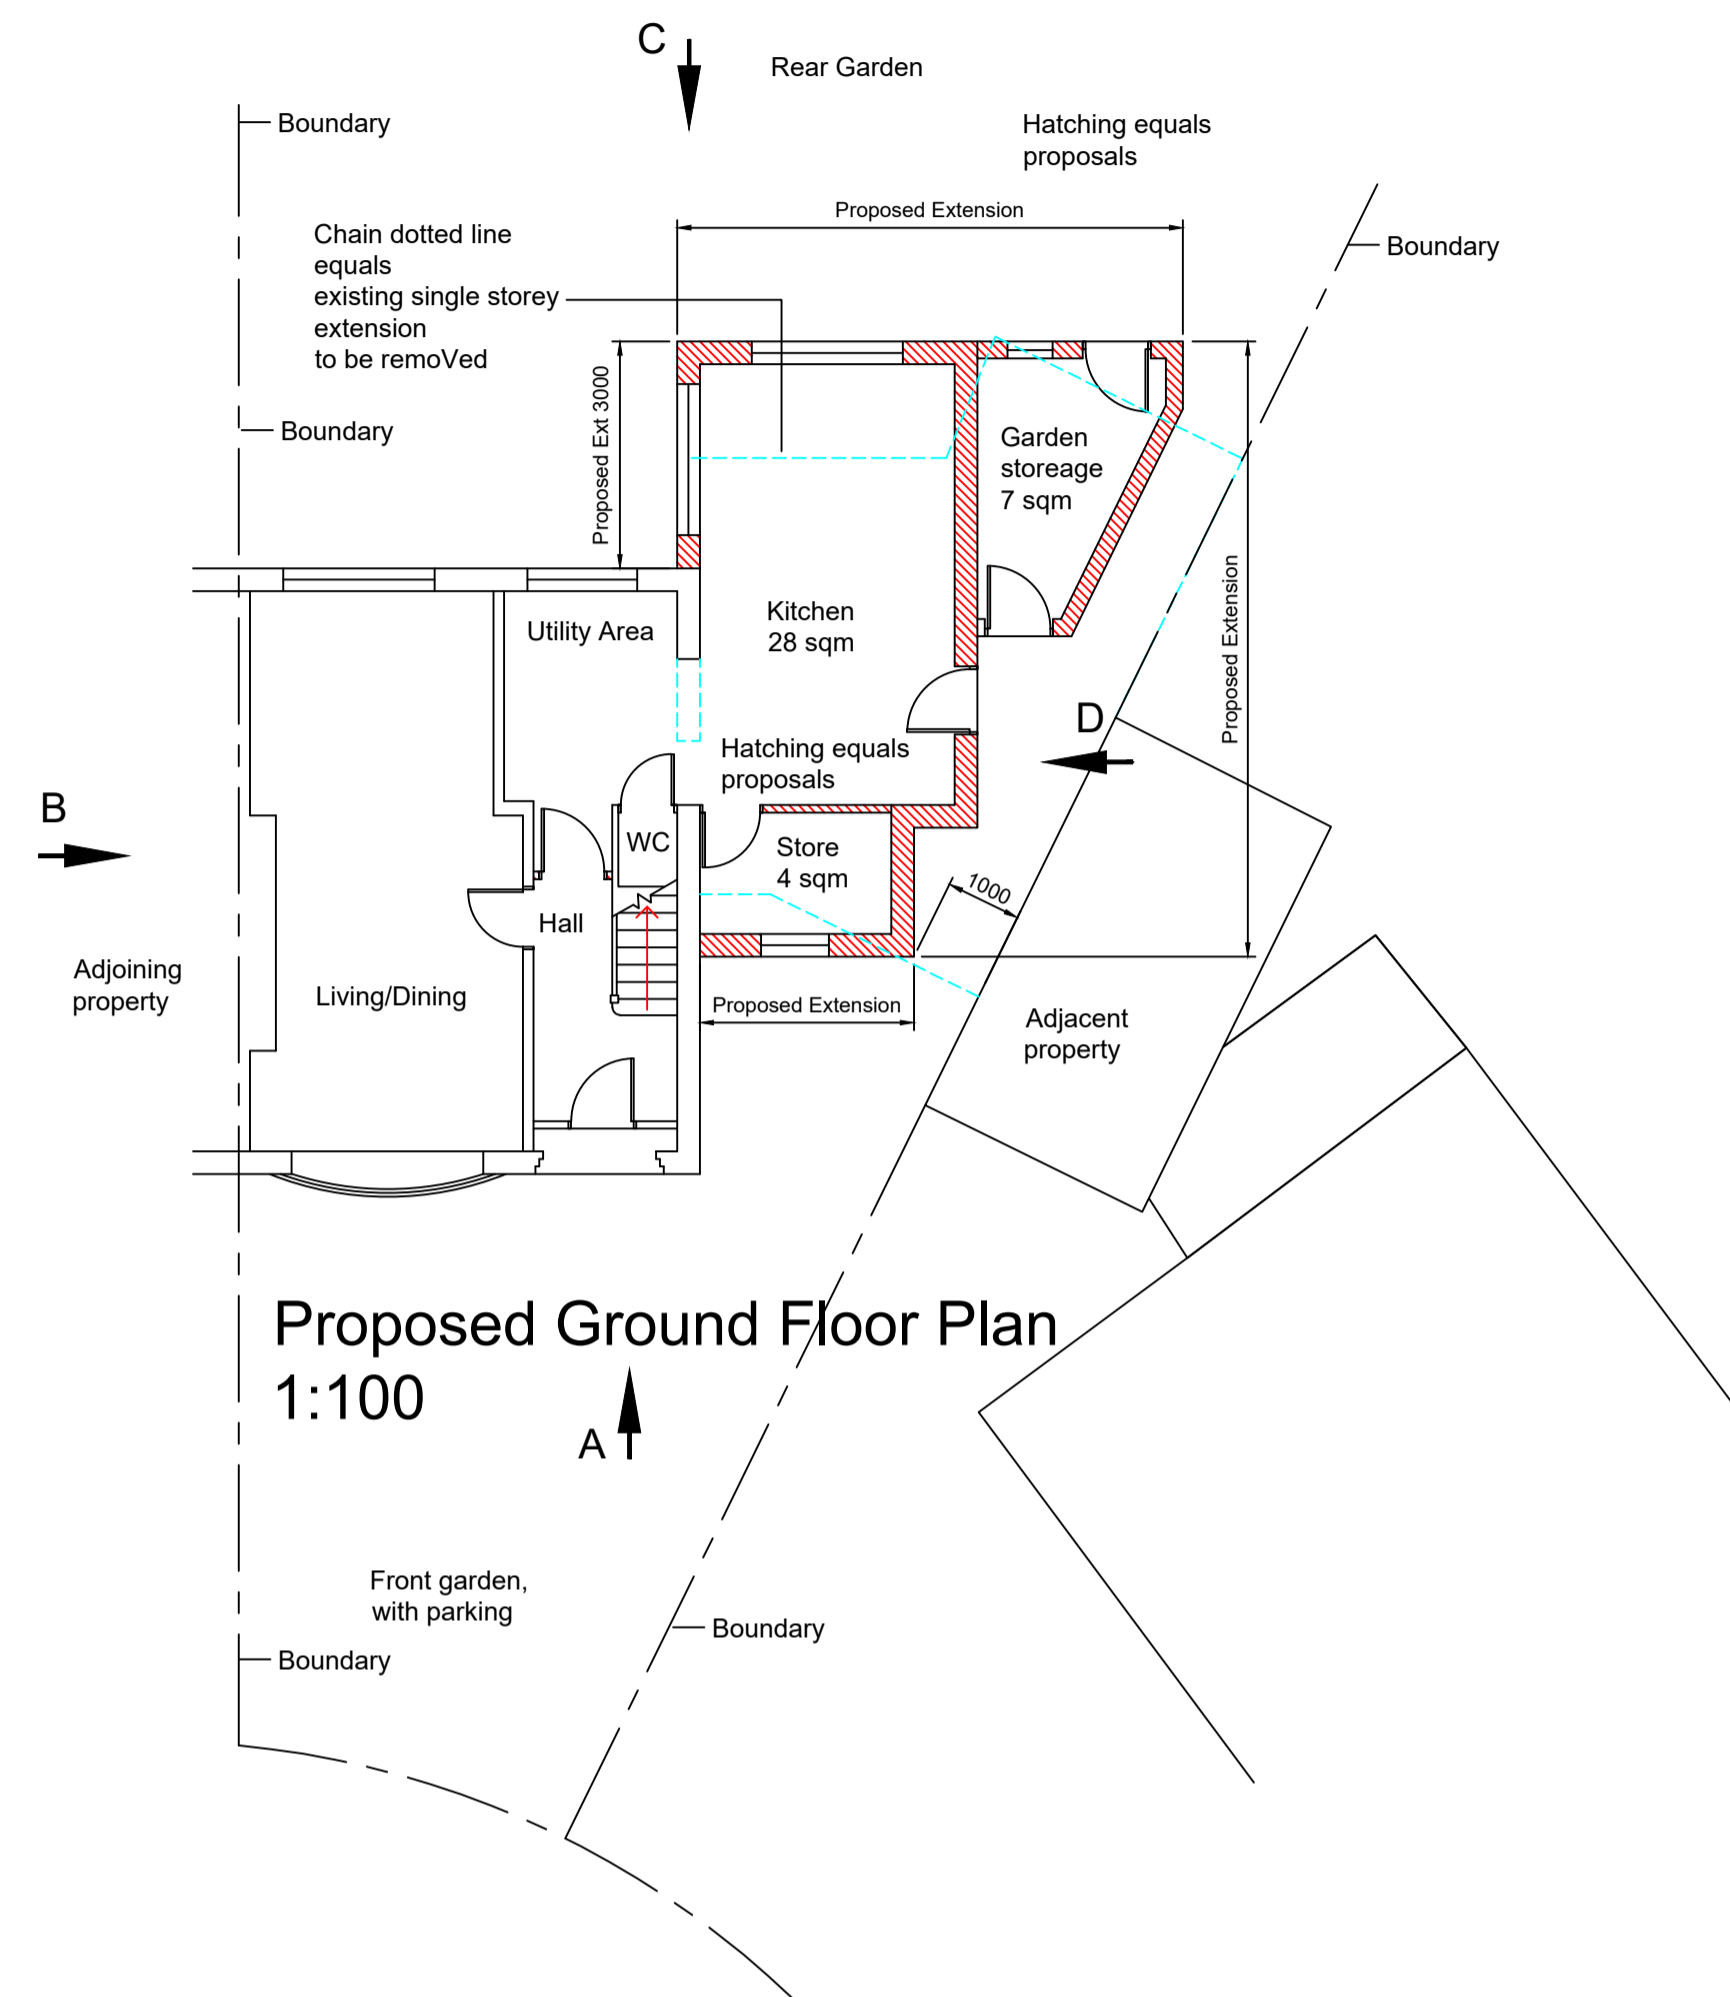 C
Rear Garden
Boundary
Hatching equals
proposals
Proposed Extension
Chain dotted line
equals
existing single storey
extension
to be remoVed
Boundary
Boundary
Proposed Ext 3000
Garden
storeage
7 sqm
Kitchen
28 sqm
Utility Area
Proposed Extension
D
Hatching equals
proposals
B
WC
Store
4 sqm
1000
Hall
Adjoining
property
Living/Dining
Proposed Extension
Adjacent
property
Proposed Ground Floor Plan
1:100
A
Front garden,
with parking
Boundary
Boundary